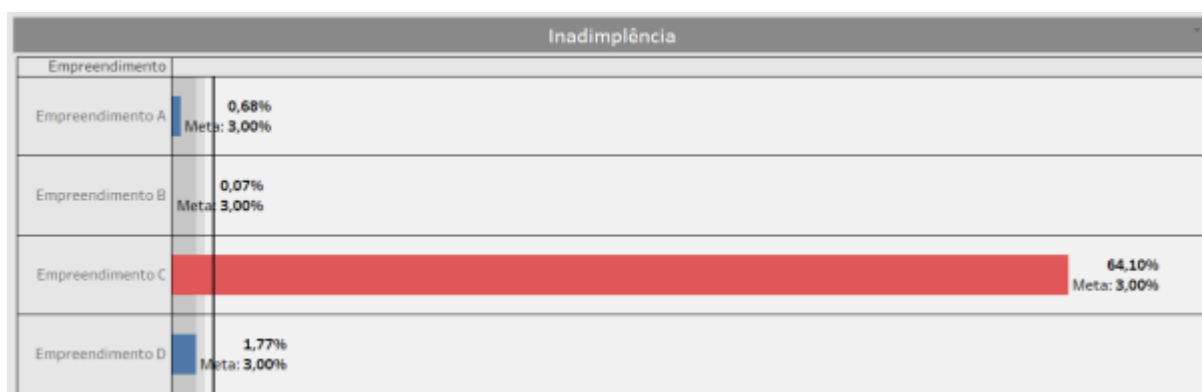 Inadimplência
Empreendimento
Empreendimento A
0,68%
Meta: 3,00%
Empreendimento B
0,07%
Meta: 3,00%
Empreendimento C
64,10%
Meta: 3,00%
Empreendimento D
1,77%
Meta: 3,00%